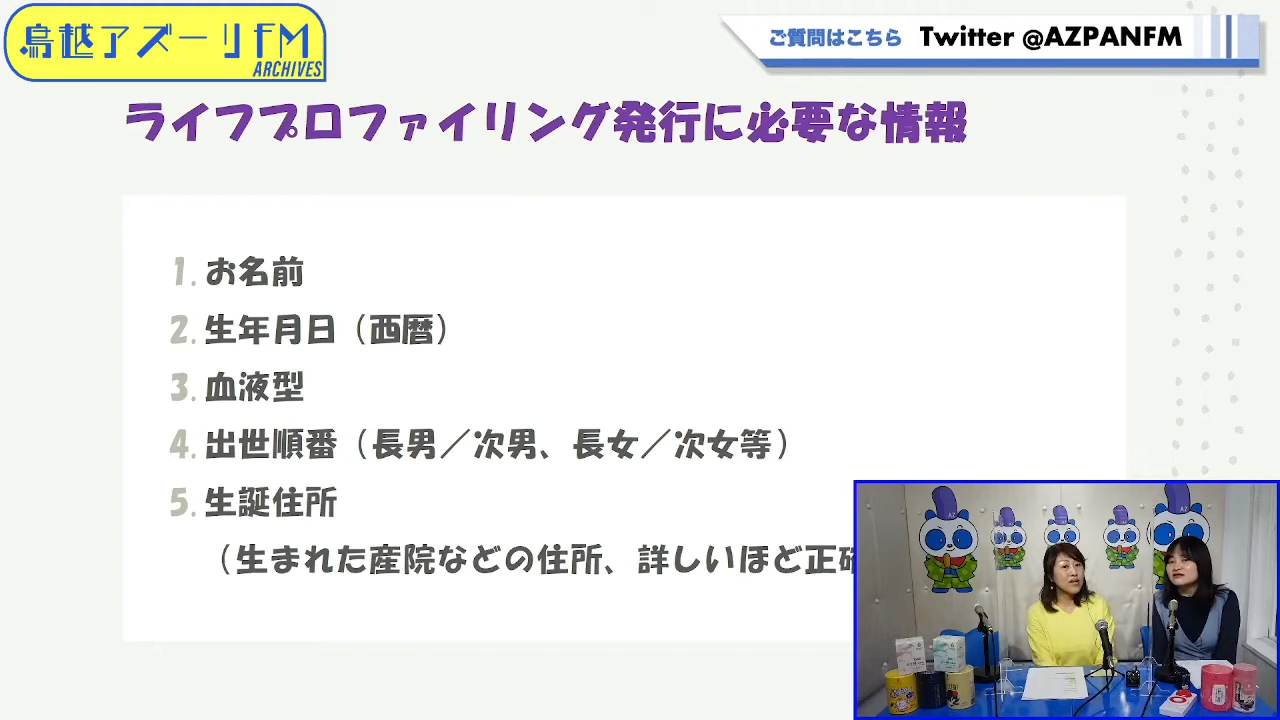 鳥越アズーリFM
ARCHIVES
ご質問はこちら Twitter @AZPANFM
ライフプロファイリング発行に必要な情報
1. お名前
2. 生年月日（西暦）
3. 血液型
4. 出世順番（長男／次男、長女／次女等）
5. 生誕住所
（生まれた産院などの住所、詳しいほど正確
AZ